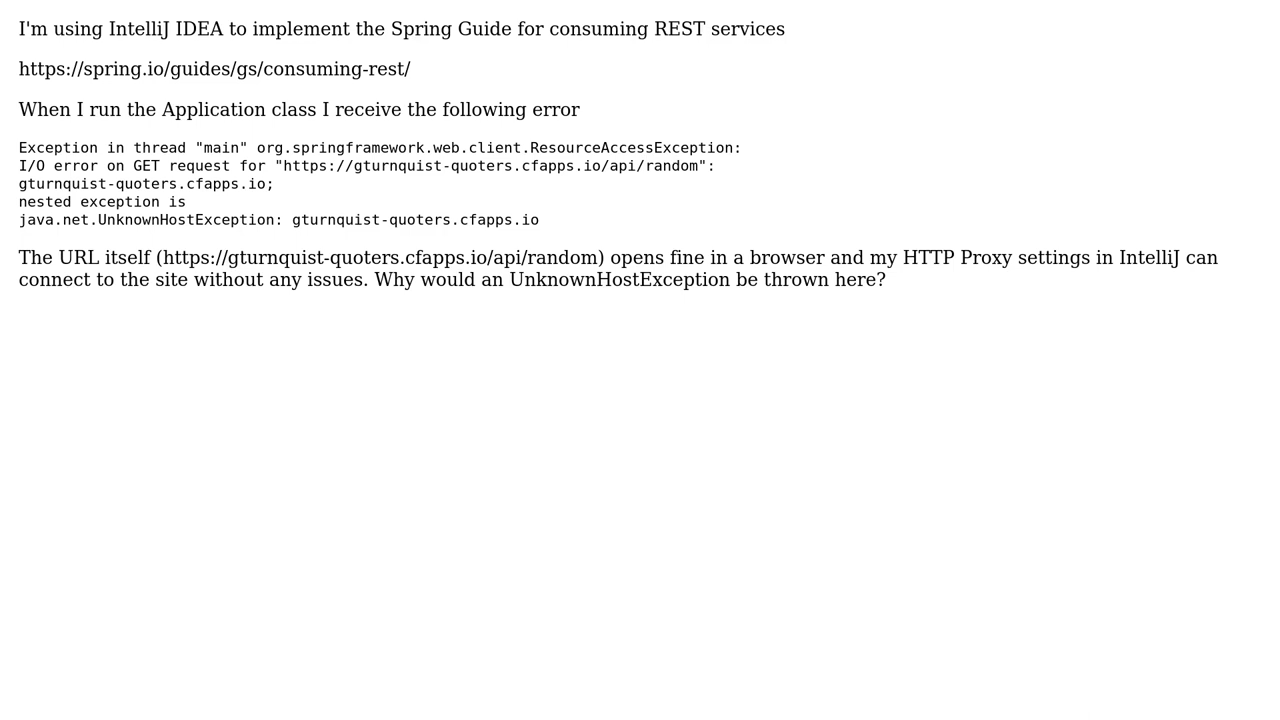 I'm using IntelliJ IDEA to implement the Spring Guide for consuming REST services
https://spring.io/guides/gs/consuming-rest/
When I run the Application class I receive the following error
Exception in thread "main" org.springframework.web.client.ResourceAccessException:
I/O error on GET request for "https://gturnquist-quoters.cfapps.io/api/random":
gturnquist-quoters.cfapps.io;
nested exception is
java.net.UnknownHostException: gturnquist-quoters.cfapps.io
The URL itself (https://gturnquist-quoters.cfapps.io/api/random) opens fine in a browser and my HTTP Proxy settings in IntelliJ can
connect to the site without any issues. Why would an UnknownHostException be thrown here?